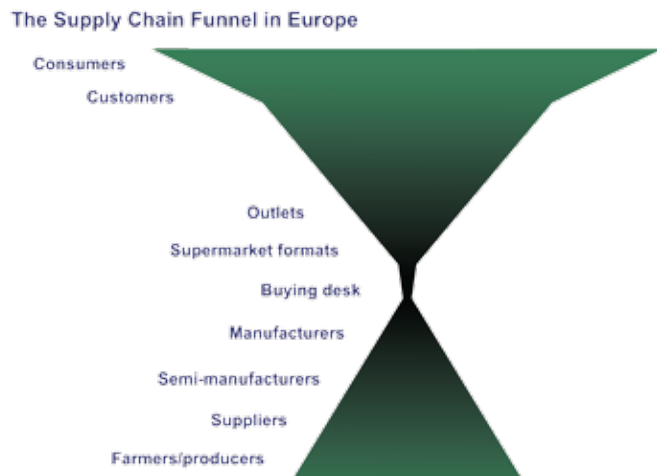 The Supply Chain Funnel in Europe
Consumers
Customers
Outlets
Supermarket formats
Buying desk
Manufacturers
Semi-manufacturers
Suppliers
Farmers/producers